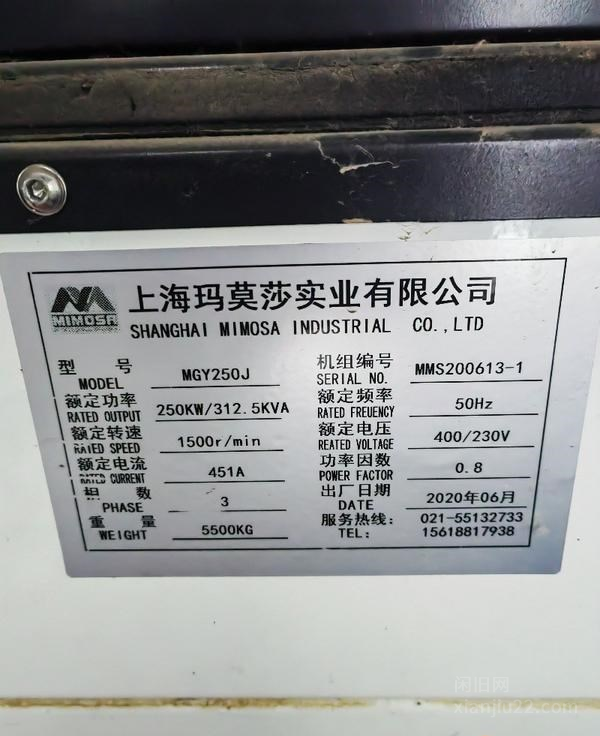 MIMOSA
上海玛莫莎实业有限公司
SHANGHAI MIMOSA INDUSTRIAL CO.,LTD
型 号 MGY250J 机组编号 MMS200613-1
MODEL SERIAL NO.
额定功率 250KW/312.5KVA 额定频率 50Hz
RATED OUTPUT RATED FREUENCY
额定转速 1500r/min 额定电压 400/230V
RATED SPEED REATED VOLTAGE
额定电流 451A 功率因数 0.8
RATED CURRENT POWER FACTOR
相 数 3 出厂日期 2020年06月
PHASE DATE
重 量 5500KG 服务热线: 021-55132733
WEIGHT TEL: 15618817938
闲旧网
xianjiu22.com